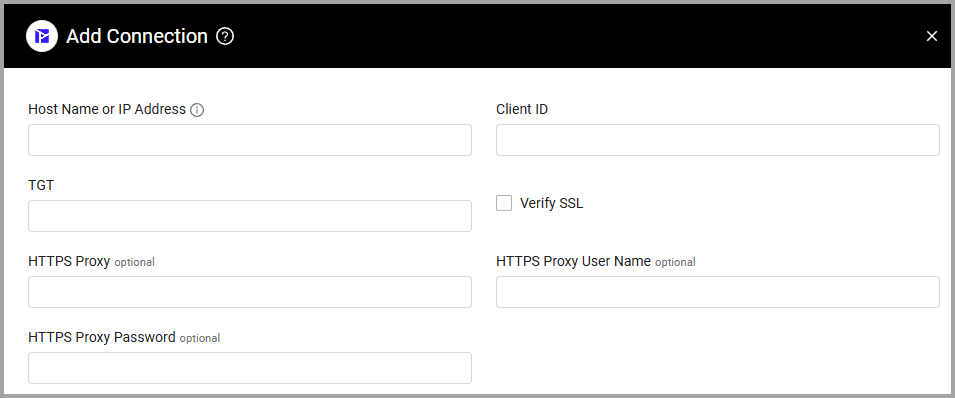 Add Connection
Host Name or IP Address
Client ID
TGT
Verify SSL
HTTPS Proxy optional
HTTPS Proxy User Name optional
HTTPS Proxy Password optional